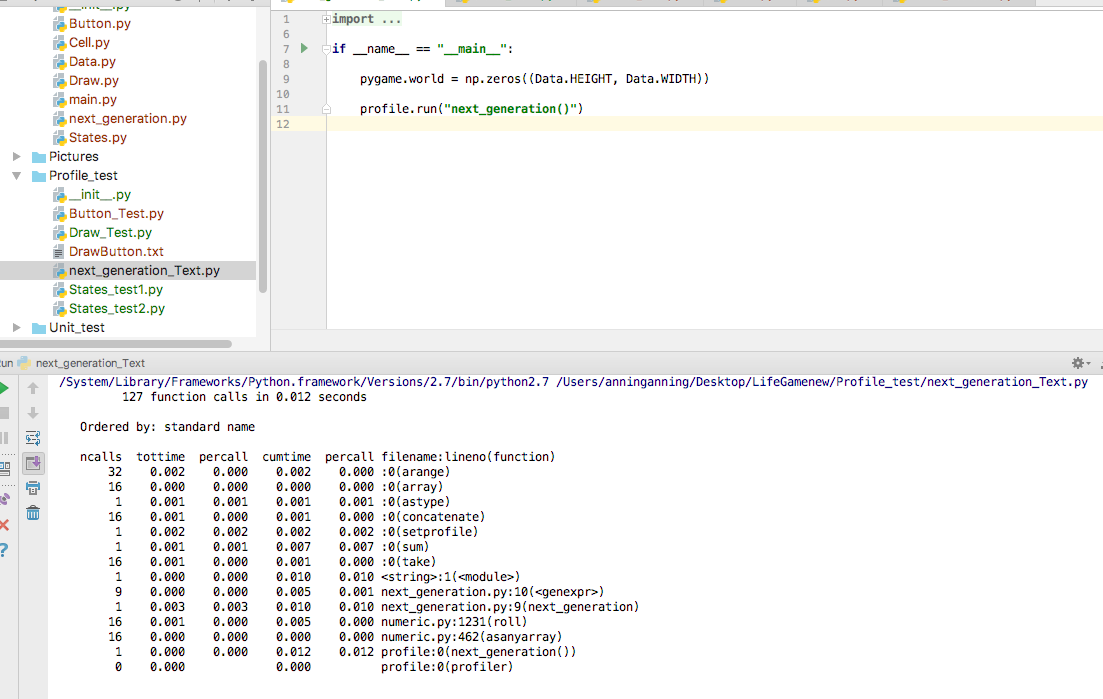 Button.py
Cell.py
Data.py
Draw.py
main.py
next_generation.py
States.py
Pictures
Profile_test
__init__.py
Button_Test.py
Draw_Test.py
DrawButton.txt
next_generation_Text.py
States_test1.py
States_test2.py
Unit_test
1 import ...
6
7 if __name__ == "__main__":
8
9 pygame.world = np.zeros((Data.HEIGHT, Data.WIDTH))
10
11 profile.run("next_generation()")
12
next_generation_Text
/System/Library/Frameworks/Python.framework/Versions/2.7/bin/python2.7 /Users/anninganning/Desktop/LifeGamenew/Profile_test/next_generation_Text.py
127 function calls in 0.012 seconds
Ordered by: standard name
ncalls tottime percall cumtime percall filename:lineno(function)
32 0.002 0.000 0.002 0.000 :0(arange)
16 0.000 0.000 0.000 0.000 :0(array)
1 0.001 0.001 0.001 0.001 :0(astype)
16 0.001 0.000 0.001 0.000 :0(concatenate)
1 0.002 0.002 0.002 0.002 :0(setprofile)
1 0.001 0.001 0.007 0.007 :0(sum)
16 0.001 0.000 0.001 0.000 :0(take)
1 0.000 0.000 0.010 0.010 <string>:1(<module>)
9 0.000 0.000 0.005 0.001 next_generation.py:10(<genexpr>)
1 0.003 0.003 0.010 0.010 next_generation.py:9(next_generation)
16 0.001 0.000 0.005 0.000 numeric.py:1231(roll)
16 0.000 0.000 0.000 0.000 numeric.py:462(asanyarray)
1 0.000 0.000 0.012 0.012 profile:0(next_generation())
0 0.000 0.000 profile:0(profiler)